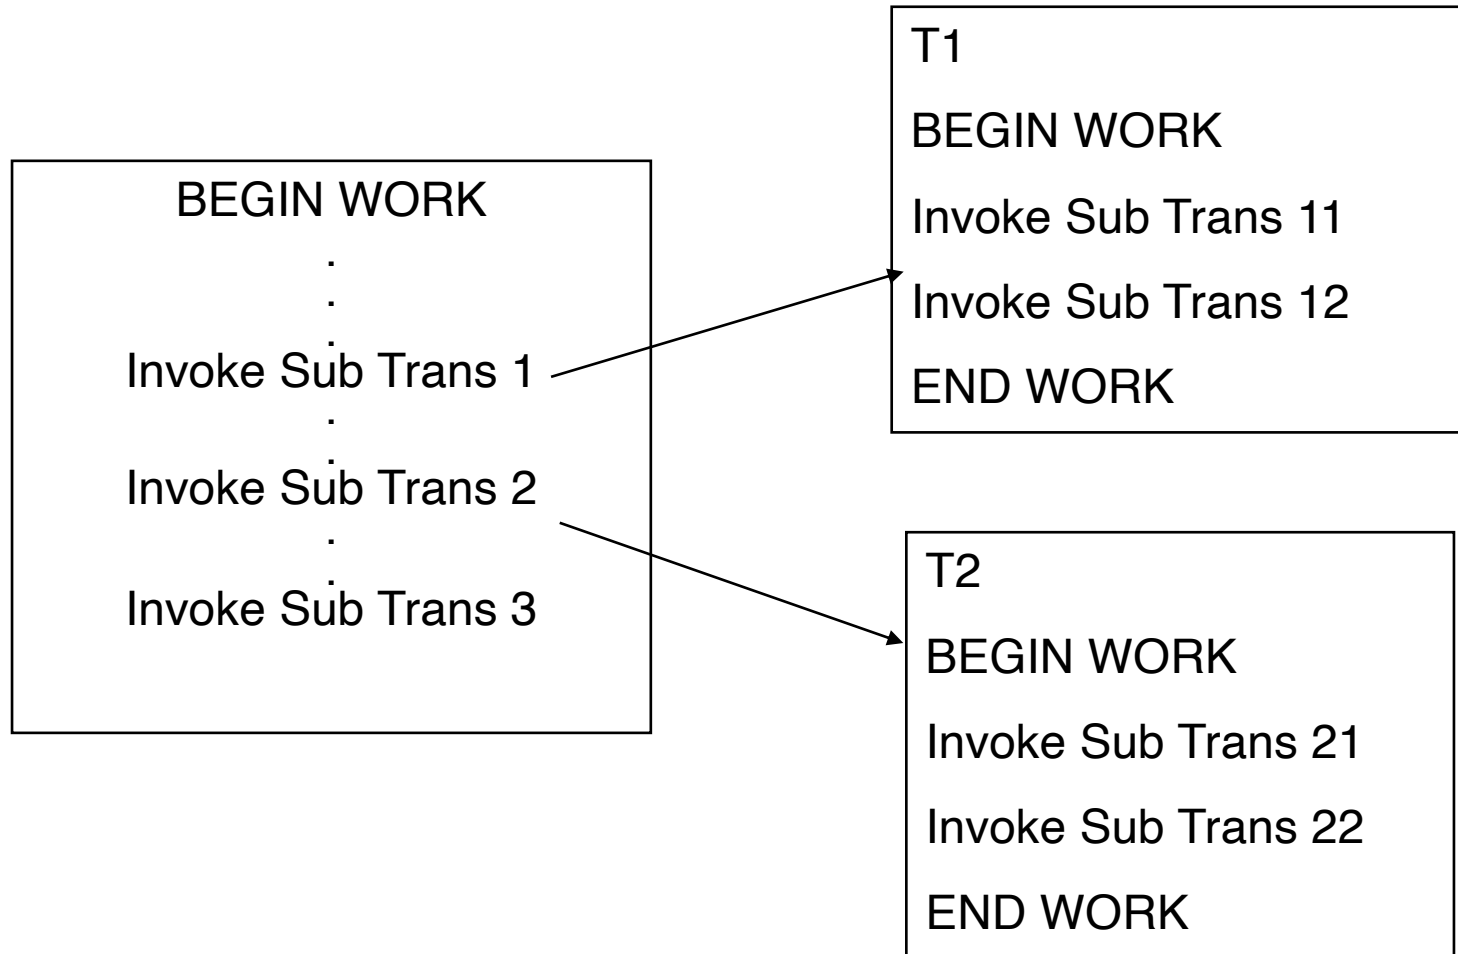 BEGIN WORK
.
.
.
Invoke Sub Trans 1
.
.
Invoke Sub Trans 2
.
.
Invoke Sub Trans 3
T1
BEGIN WORK
Invoke Sub Trans 11
Invoke Sub Trans 12
END WORK
T2
BEGIN WORK
Invoke Sub Trans 21
Invoke Sub Trans 22
END WORK